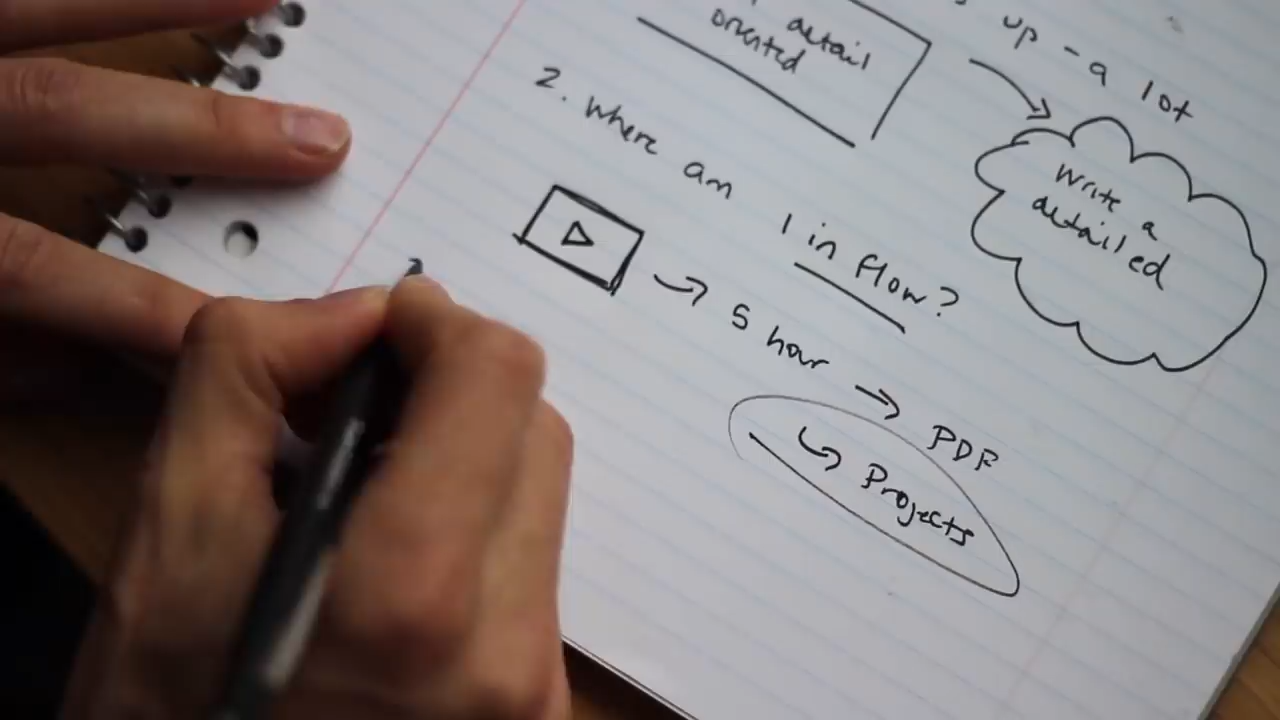 up - a lot
detail
oriented
Write a
detailed
2. Where am I in flow?
5 hour → PDF
↳ Projects